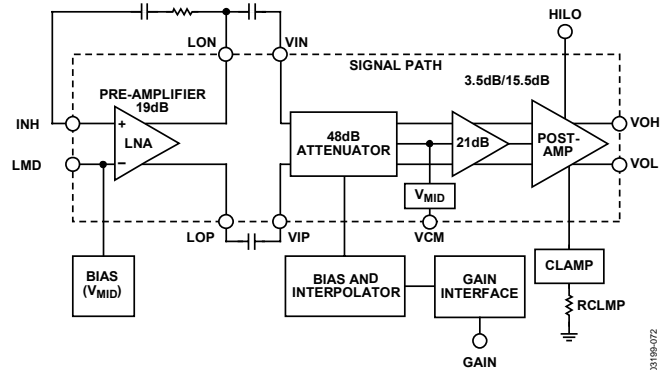 LON
VIN
HILO
SIGNAL PATH
PRE-AMPLIFIER
19dB
3.5dB/15.5dB
INH
+
LNA
–
LMD
48dB
ATTENUATOR
21dB
POST-
AMP
VOH
VOL
VMID
LOP
VIP
VCM
BIAS
(VMID)
BIAS AND
INTERPOLATOR
GAIN
INTERFACE
CLAMP
RCLMP
GAIN
03199-072